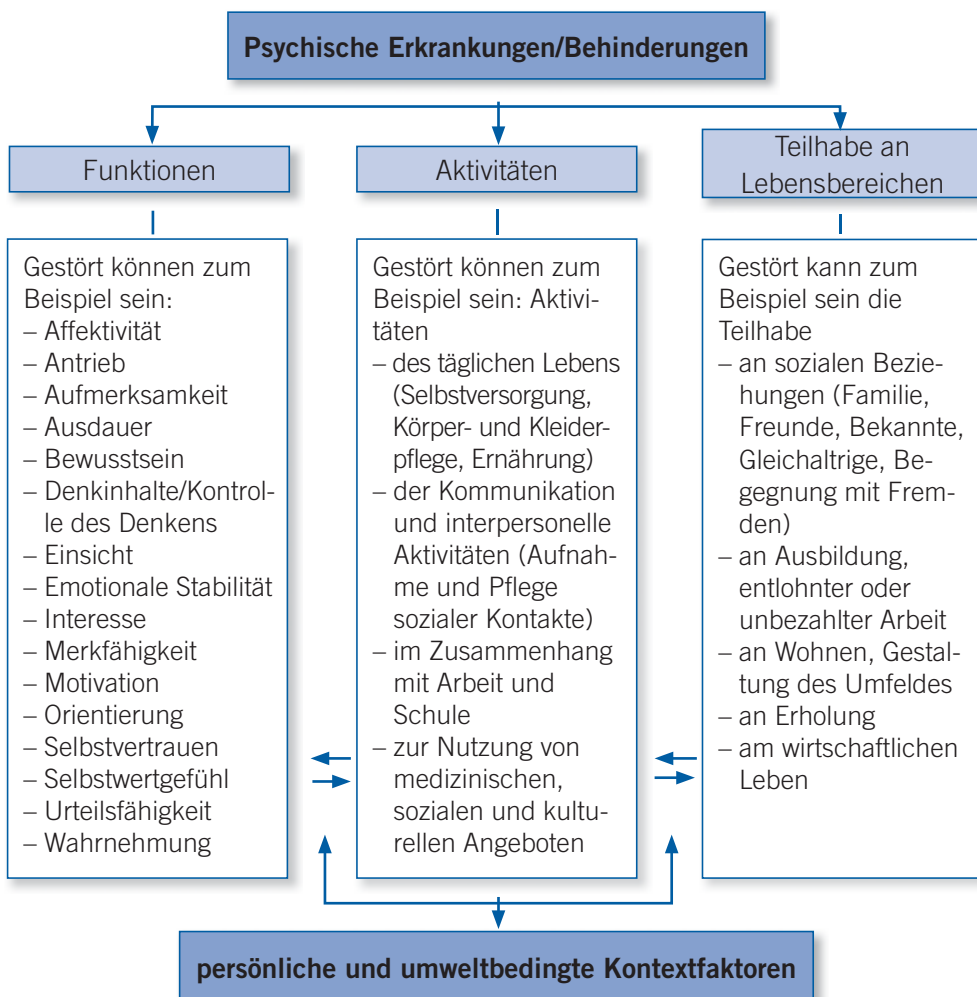 Psychische Erkrankungen/Behinderungen
Funktionen
Gestört können zum
Beispiel sein:
– Affektivität
– Antrieb
– Aufmerksamkeit
– Ausdauer
– Bewusstsein
– Denkinhalte/Kontrol-
le des Denkens
– Einsicht
– Emotionale Stabilität
– Interesse
– Merkfähigkeit
– Motivation
– Orientierung
– Selbstvertrauen
– Selbstwertgefühl
– Urteilsfähigkeit
– Wahrnehmung
Aktivitäten
Gestört können zum
Beispiel sein: Aktivi-
täten
– des täglichen Lebens
(Selbstversorgung,
Körper- und Kleider-
pflege, Ernährung)
– der Kommunikation
und interpersonelle
Aktivitäten (Aufnah-
me und Pflege
sozialer Kontakte)
– im Zusammenhang
mit Arbeit und
Schule
– zur Nutzung von
medizinischen,
sozialen und kultu-
rellen Angeboten
Teilhabe an
Lebensbereichen
Gestört kann zum
Beispiel sein die
Teilhabe
– an sozialen Bezie-
hungen (Familie,
Freunde, Bekannte,
Gleichaltrige, Be-
gegnung mit Frem-
den)
– an Ausbildung,
entlohnter oder
unbezahlter Arbeit
– an Wohnen, Gestal-
tung des Umfeldes
– an Erholung
– am wirtschaftlichen
Leben
persönliche und umweltbedingte Kontextfaktoren